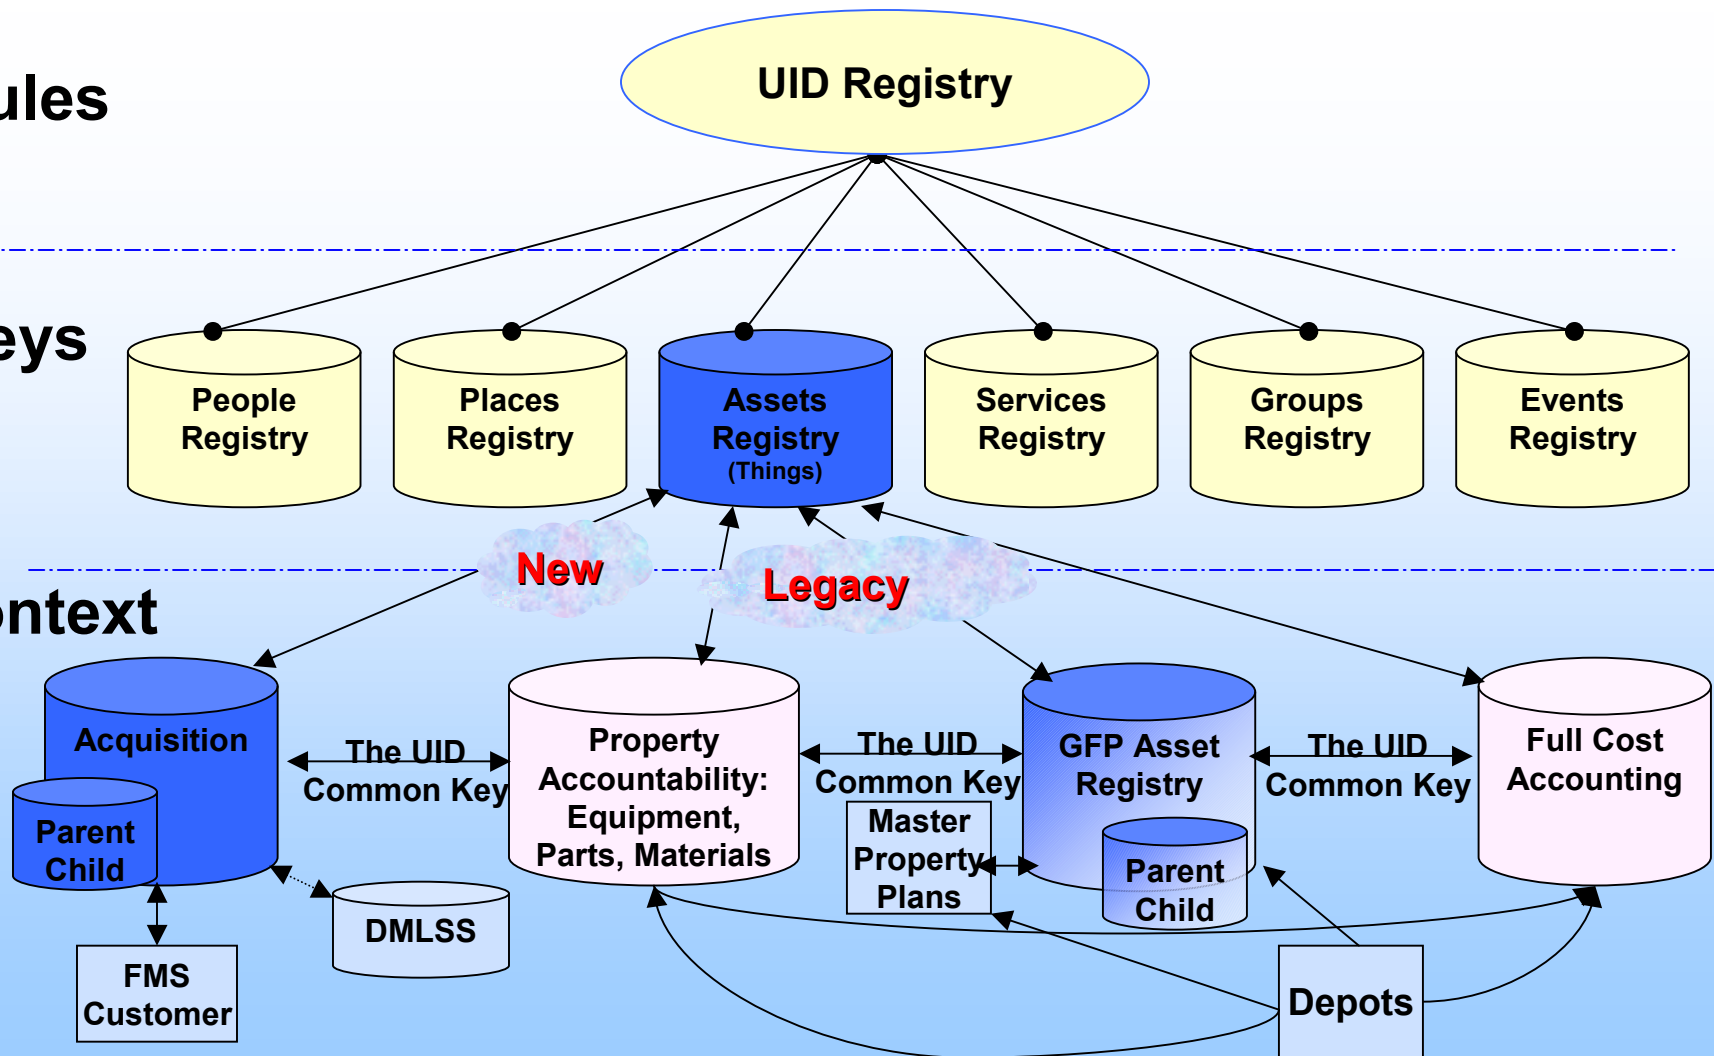 UID Registry
ules
eys
People
Registry
Places
Registry
Assets
Registry
(Things)
Services
Registry
Groups
Registry
Events
Registry
New
Legacy
ontext
Acquisition
Parent
Child
The UID
Common Key
Property
Accountability:
Equipment,
Parts, Materials
The UID
Common Key
GFP Asset
Registry
Parent
Child
The UID
Common Key
Full Cost
Accounting
Master
Property
Plans
DMLSS
FMS
Customer
Depots